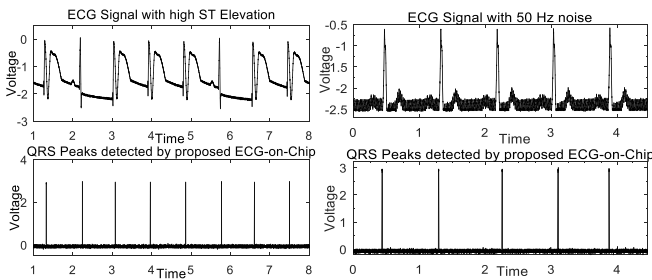 ECG Signal with high ST Elevation
0
-1
-2
-3
Voltage
1 2 3 4 5 6 7 8
Time
QRS Peaks detected by proposed ECG-on-Chip
4
2
0
Voltage
1 2 3 4 5 6 7 8
Time
ECG Signal with 50 Hz noise
-0.5
-1
-1.5
-2
-2.5
Voltage
0 1 2 3 4
Time
QRS Peaks detected by proposed ECG-on-Chip
3
2
1
0
Voltage
0 1 2 3 4
Time